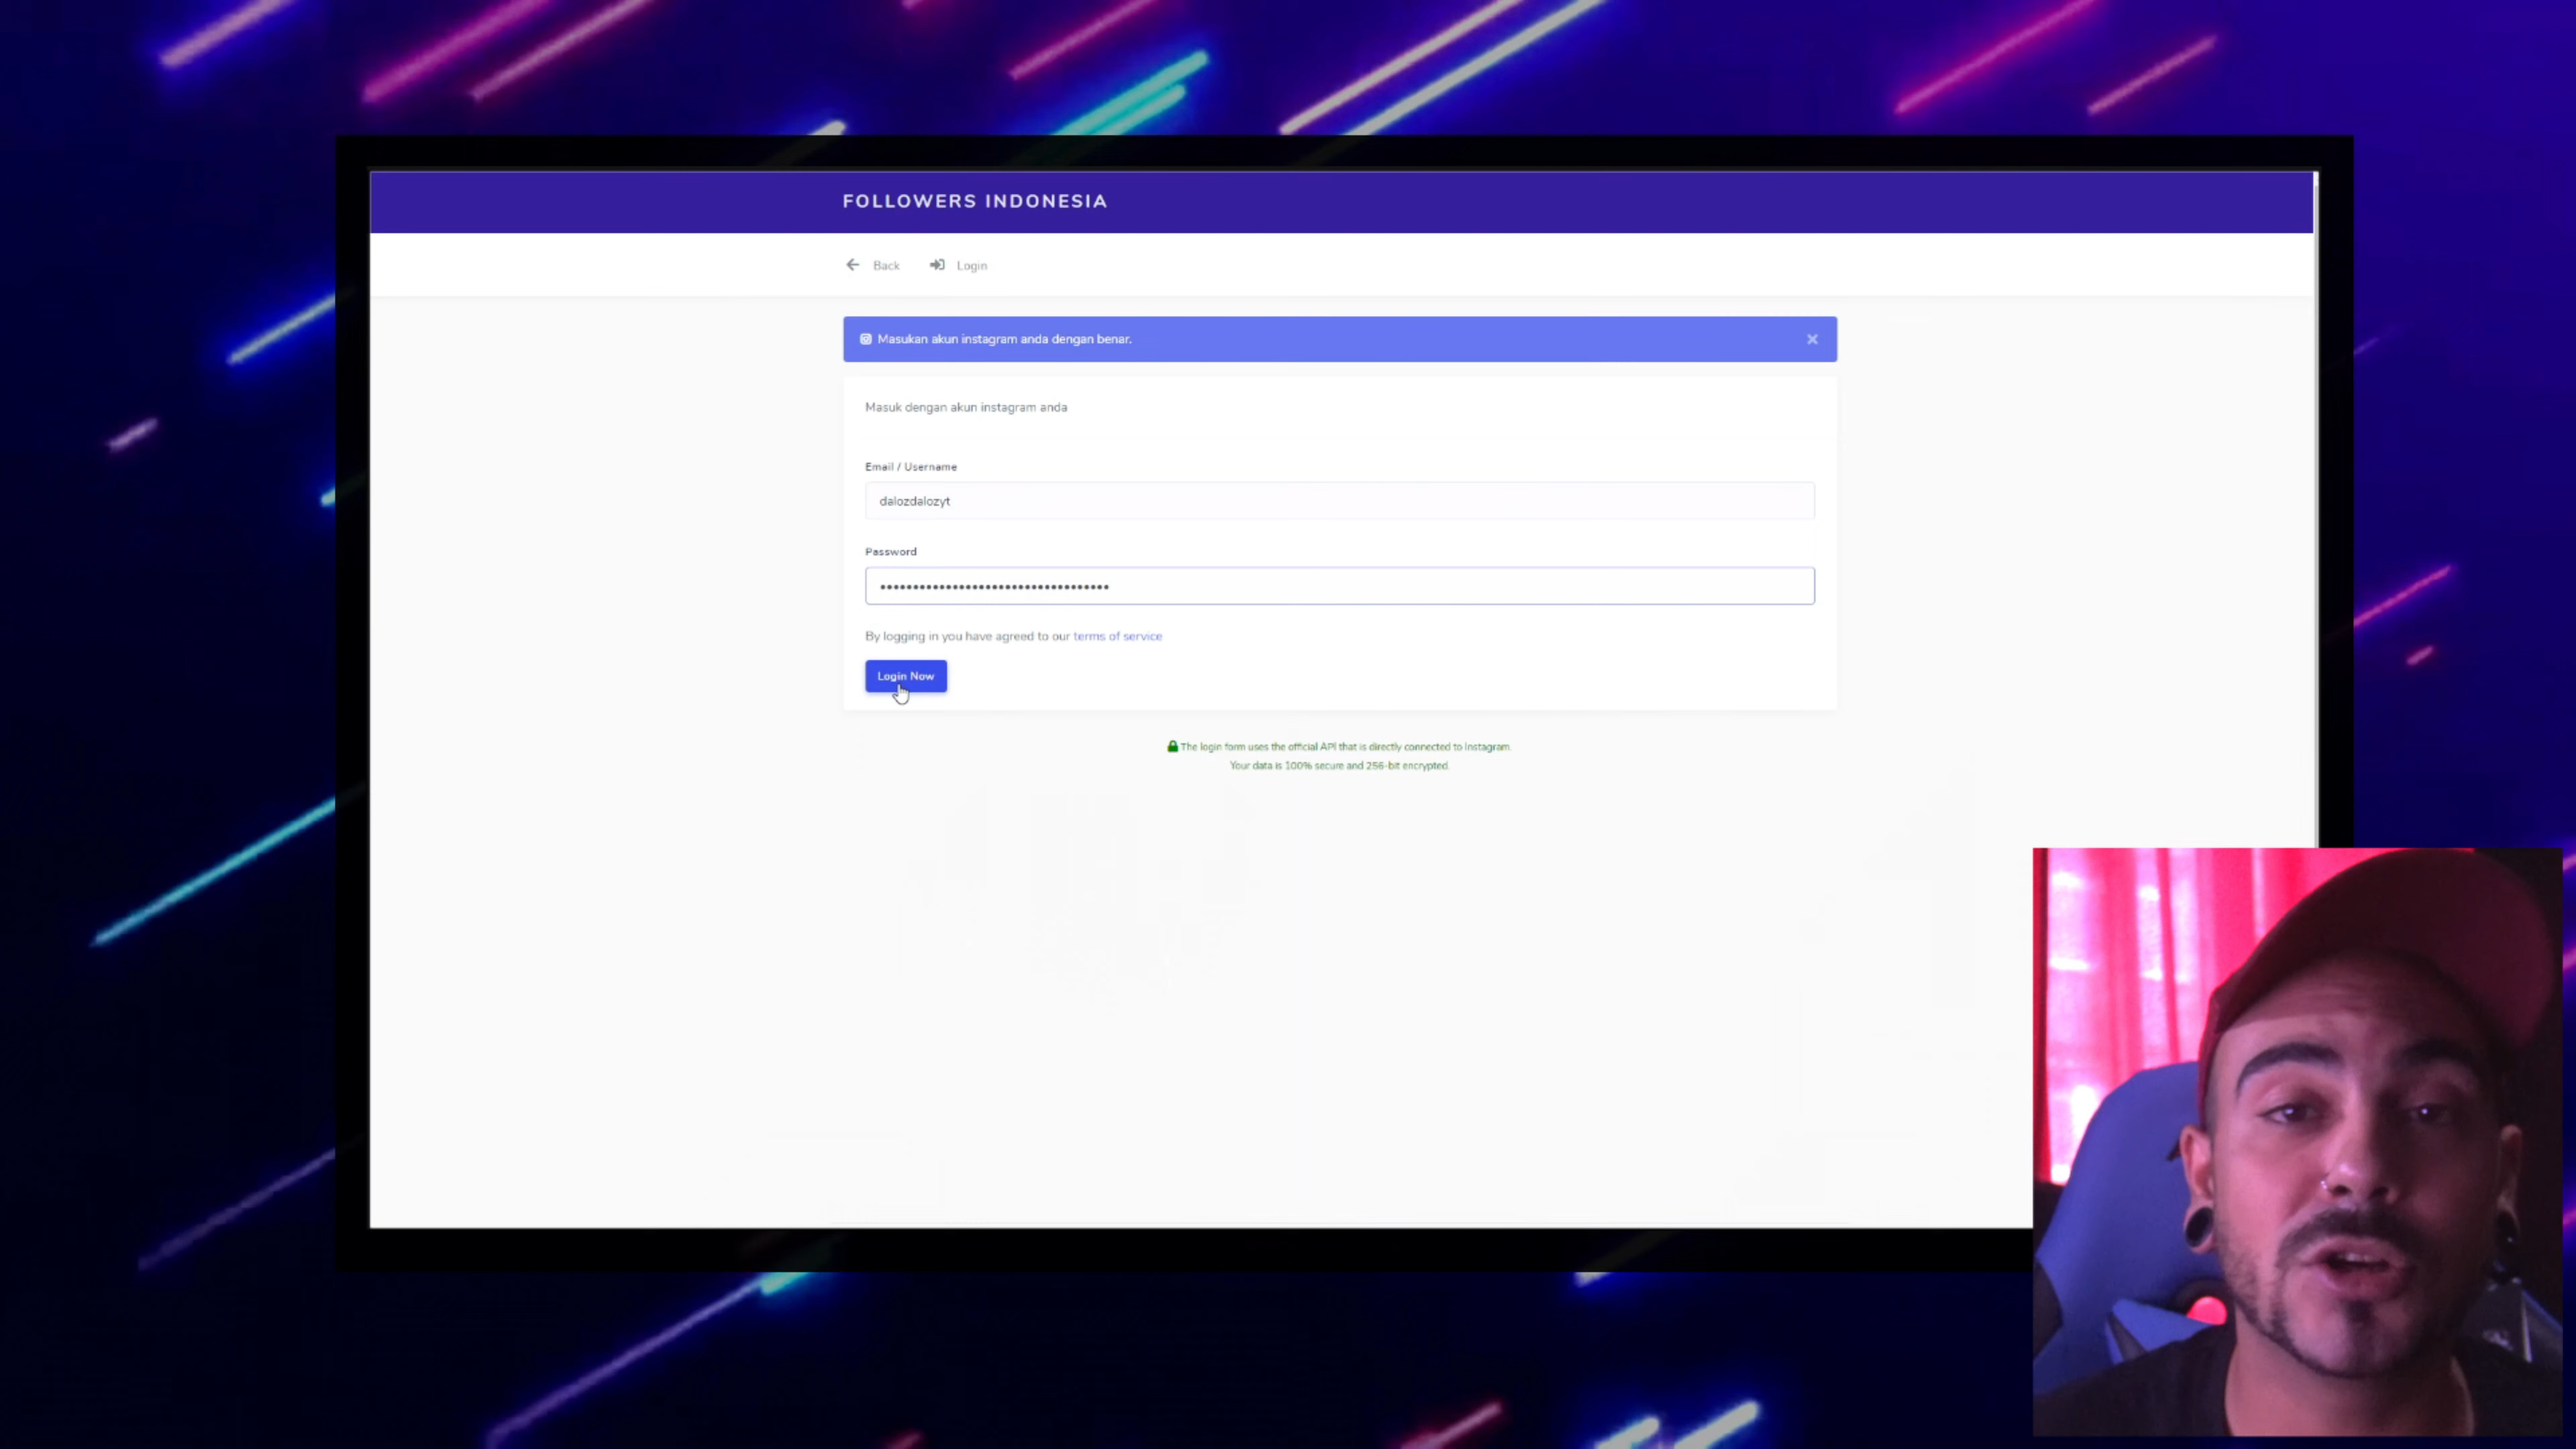 FOLLOWERS INDONESIA
Back Login
Masukan akun instagram anda dengan benar.
Masuk dengan akun instagram anda
Email / Username
dalozdalozyt
Password
By logging in you have agreed to our terms of service
Login Now
The login form uses the official API that is directly connected to Instagram.
Your data is 100% secure and 256-bit encrypted.